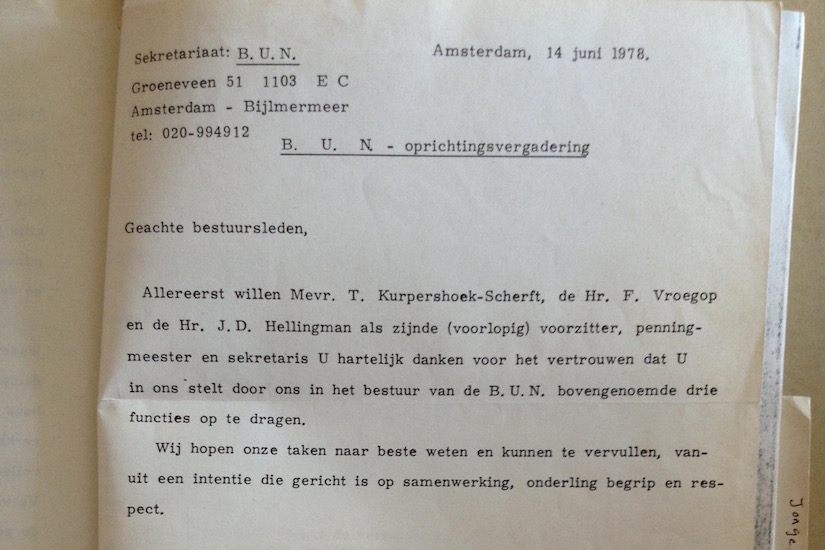 Sekretariaat: B. U. N.
Amsterdam, 14 juni 1978.
Groeneveen 51 1103 E C
Amsterdam - Bijlmermeer
tel: 020-994912
B. U. N. - oprichtingsvergadering
Geachte bestuursleden,
Allereerst willen Mevr. T. Kurpershoek-Scherft, de Hr. F. Vroegop
en de Hr. J. D. Hellingman als zijnde (voorlopig) voorzitter, penning-
meester en sekretaris U hartelijk danken voor het vertrouwen dat U
in ons stelt door ons in het bestuur van de B. U. N. bovengenoemde drie
functies op te dragen.
Wij hopen onze taken naar beste weten en kunnen te vervullen, van-
uit een intentie die gericht is op samenwerking, onderling begrip en res-
pect.
Jonge